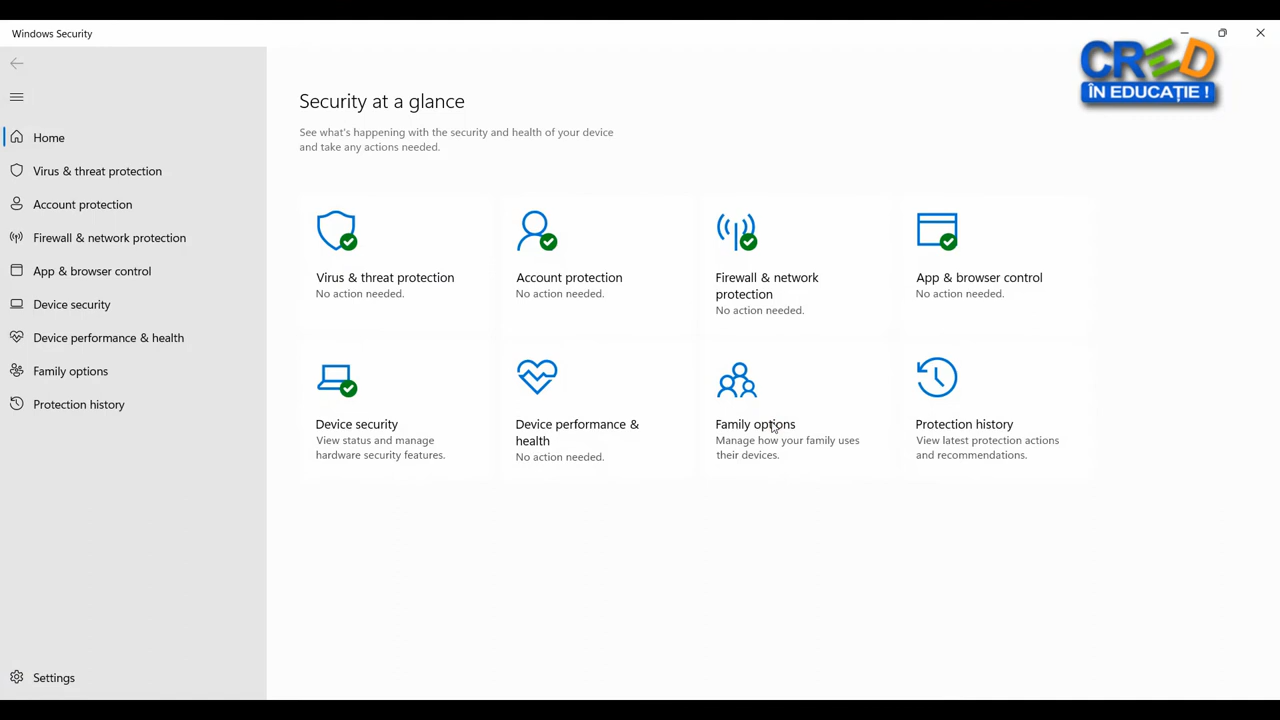 Windows Security
CRED
ÎN EDUCAȚIE !
Home
Virus & threat protection
Account protection
Firewall & network protection
App & browser control
Device security
Device performance & health
Family options
Protection history
Settings
Security at a glance
See what's happening with the security and health of your device
and take any actions needed.
Virus & threat protection
No action needed.
Account protection
No action needed.
Firewall & network
protection
No action needed.
App & browser control
No action needed.
Device security
View status and manage
hardware security features.
Device performance &
health
No action needed.
Family options
Manage how your family uses
their devices.
Protection history
View latest protection actions
and recommendations.